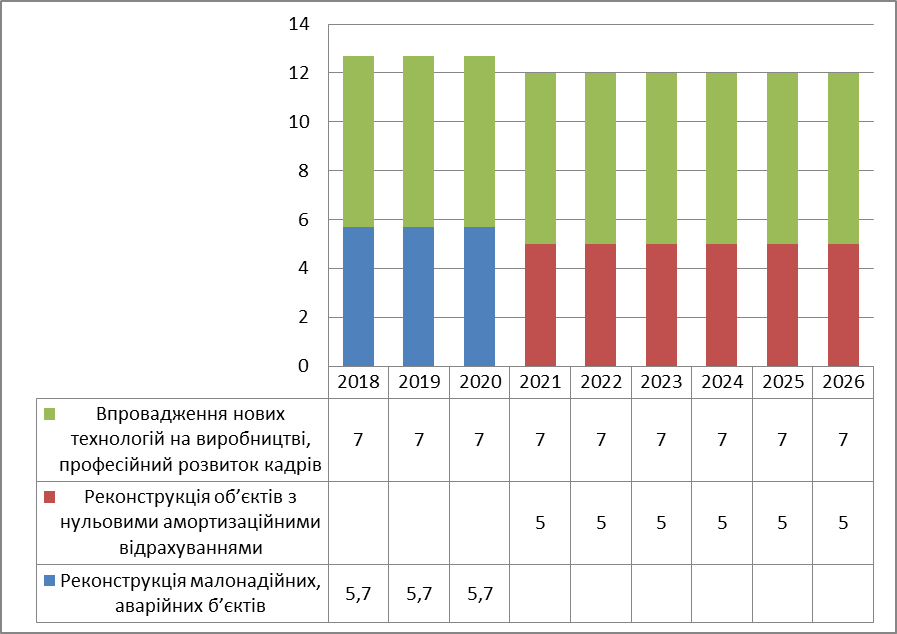 14
12
10
8
6
4
2
0
2018 2019 2020 2021 2022 2023 2024 2025 2026
Впровадження нових
технологій на виробництві,
професійний розвиток кадрів
7 7 7 7 7 7 7 7 7
Реконструкція об’єктів з
нульовими амортизаційними
відрахуваннями
5 5 5 5 5 5
Реконструкція малонадійних,
аварійних б’єктів
5,7 5,7 5,7